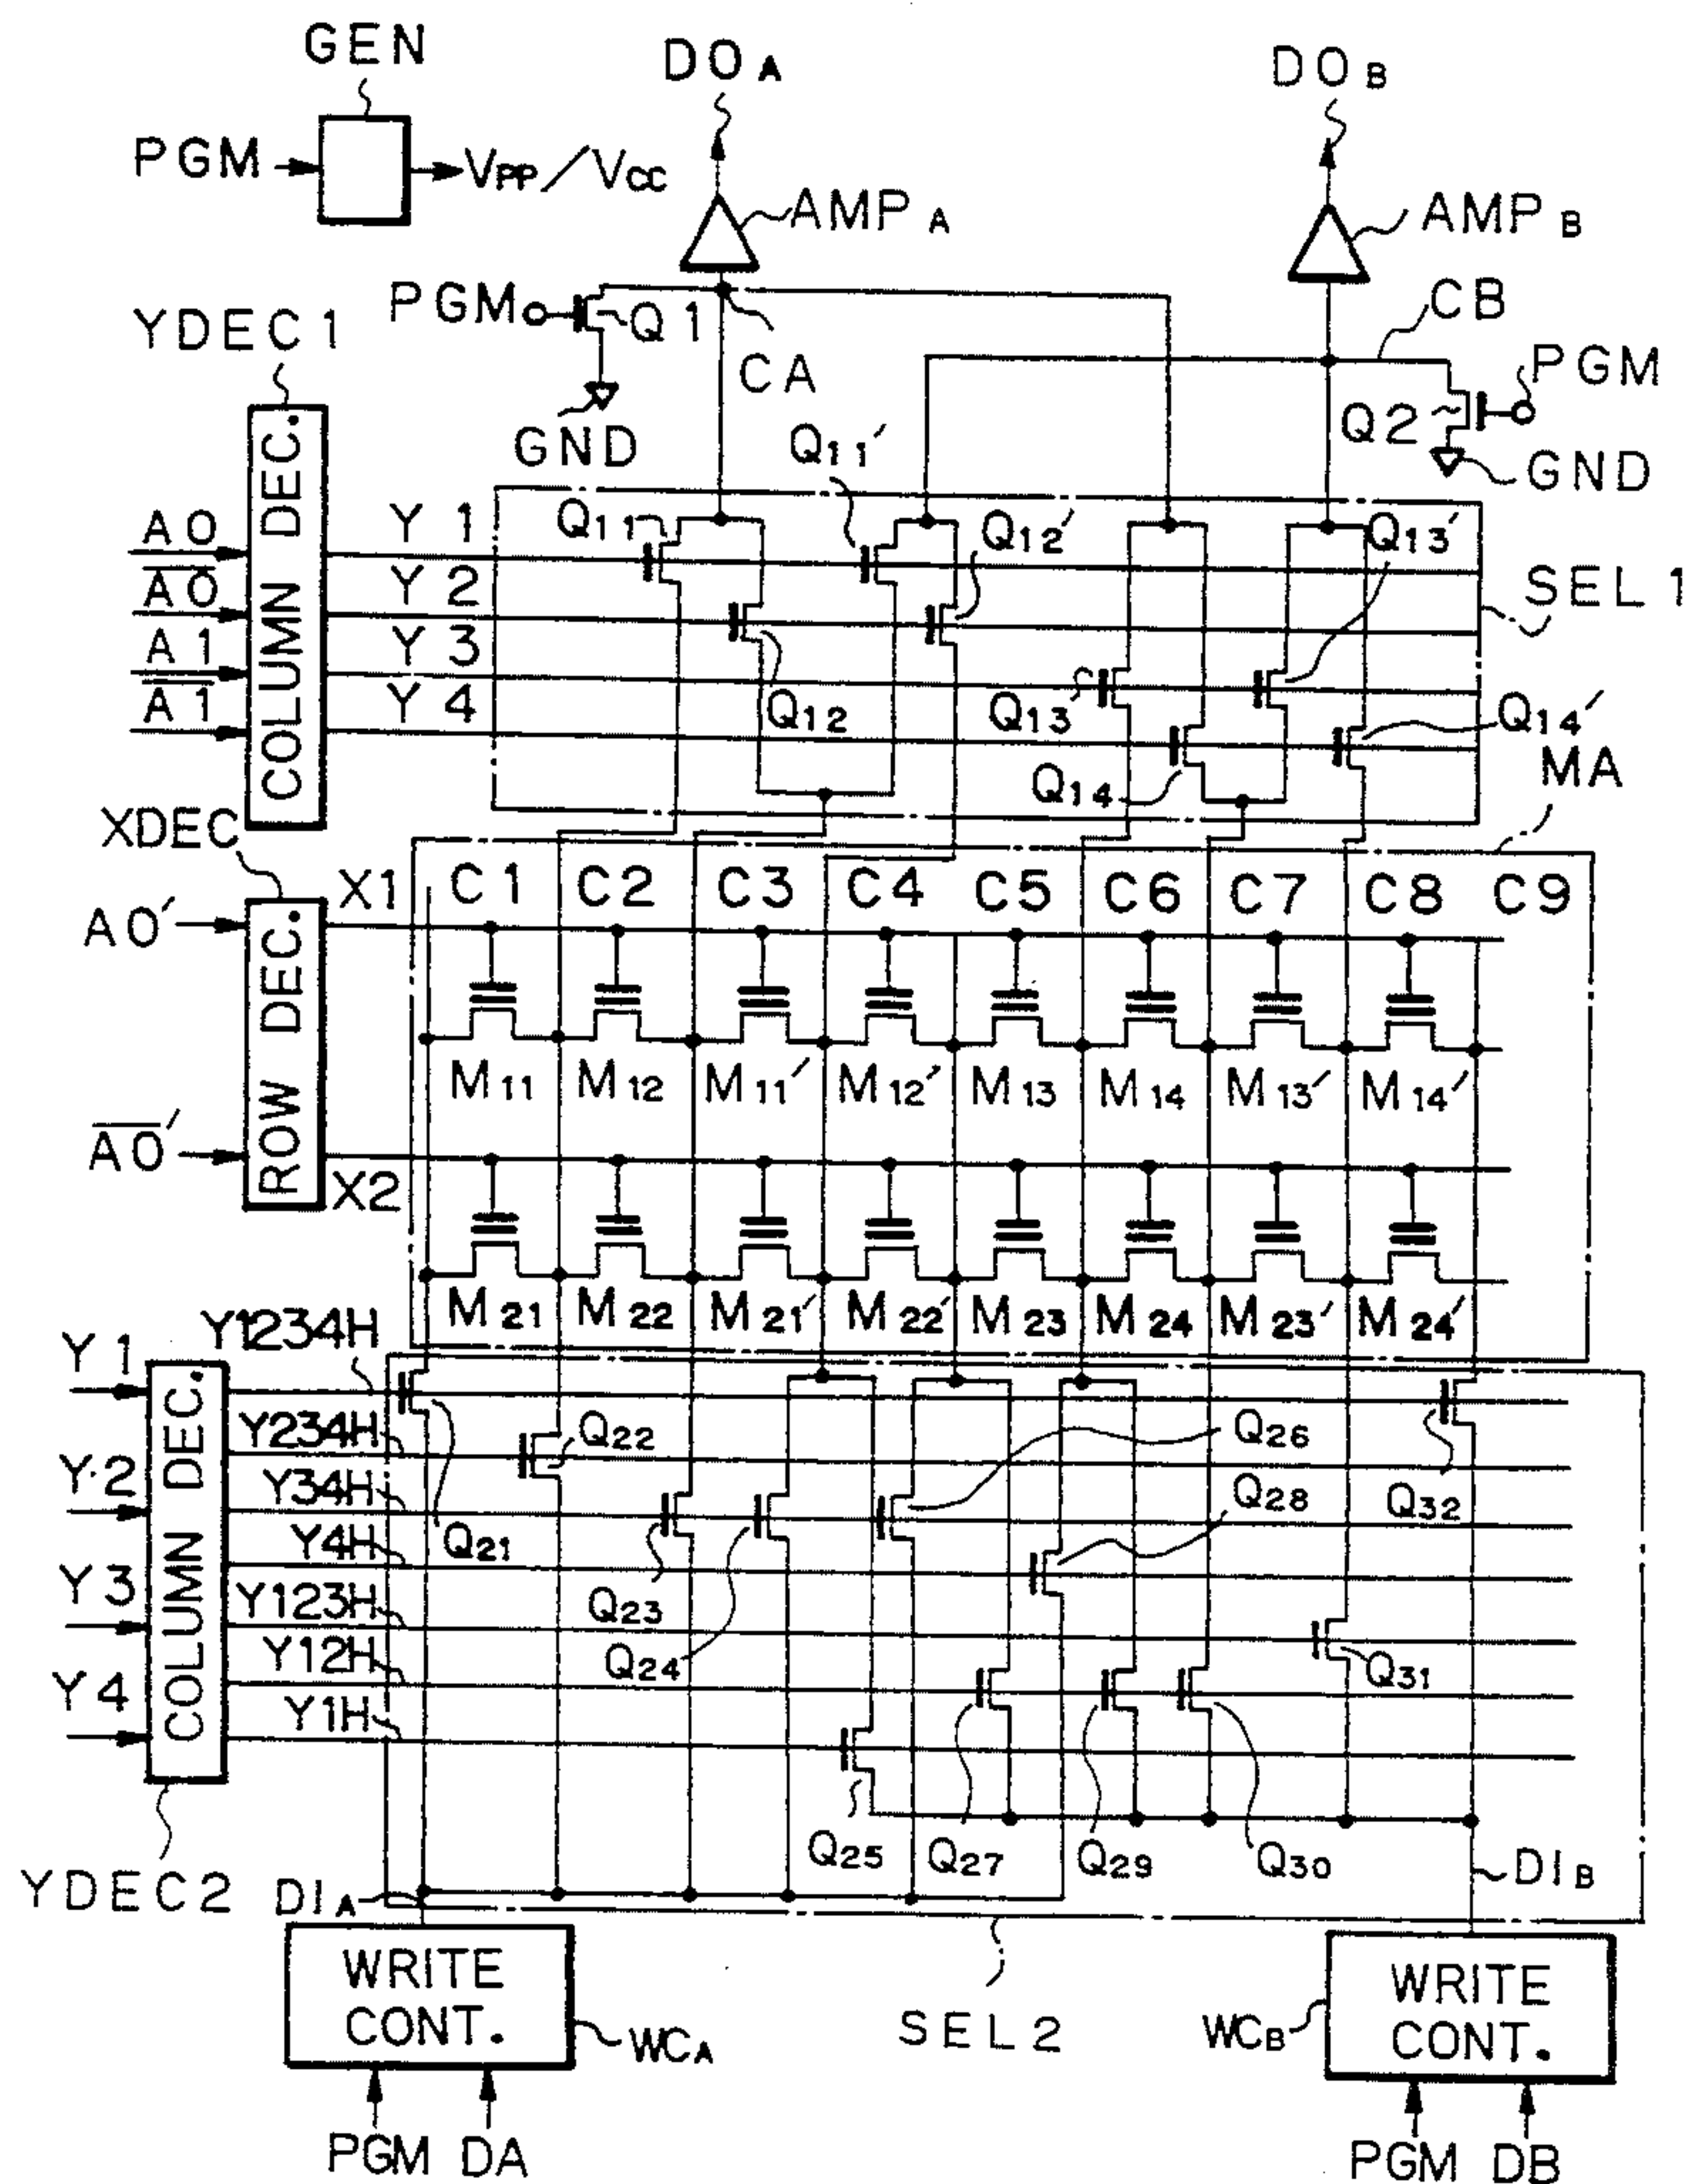 GEN
DOA
DOB
PGM
VPP/VCC
AMPA
AMPB
PGM
Q1
CA
CB
YDEC1
PGM
Q2
GND
GND
COLUMN DEC.
A0
A0
A1
A1
Y1
Y2
Y3
Y4
Q11
Q11'
Q12'
Q13'
SEL1
Q12
Q13
Q14
Q14'
MA
XDEC
ROW DEC.
A0'
A0'
X1
X2
C1 C2 C3 C4 C5 C6 C7 C8 C9
M11 M12 M11' M12' M13 M14 M13' M14'
M21 M22 M21' M22' M23 M24 M23' M24'
Y1
Y2
Y3
Y4
COLUMN DEC.
YDEC2
Y1234H
Y234H
Y34H
Y4H
Y123H
Y12H
Y1H
Q21
Q22
Q26
Q28
Q32
Q23
Q24
Q31
Q25
Q27
Q29
Q30
DIA
DIB
WRITE
CONT.
WCA
SEL2
WCB
WRITE
CONT.
PGM DA
PGM DB